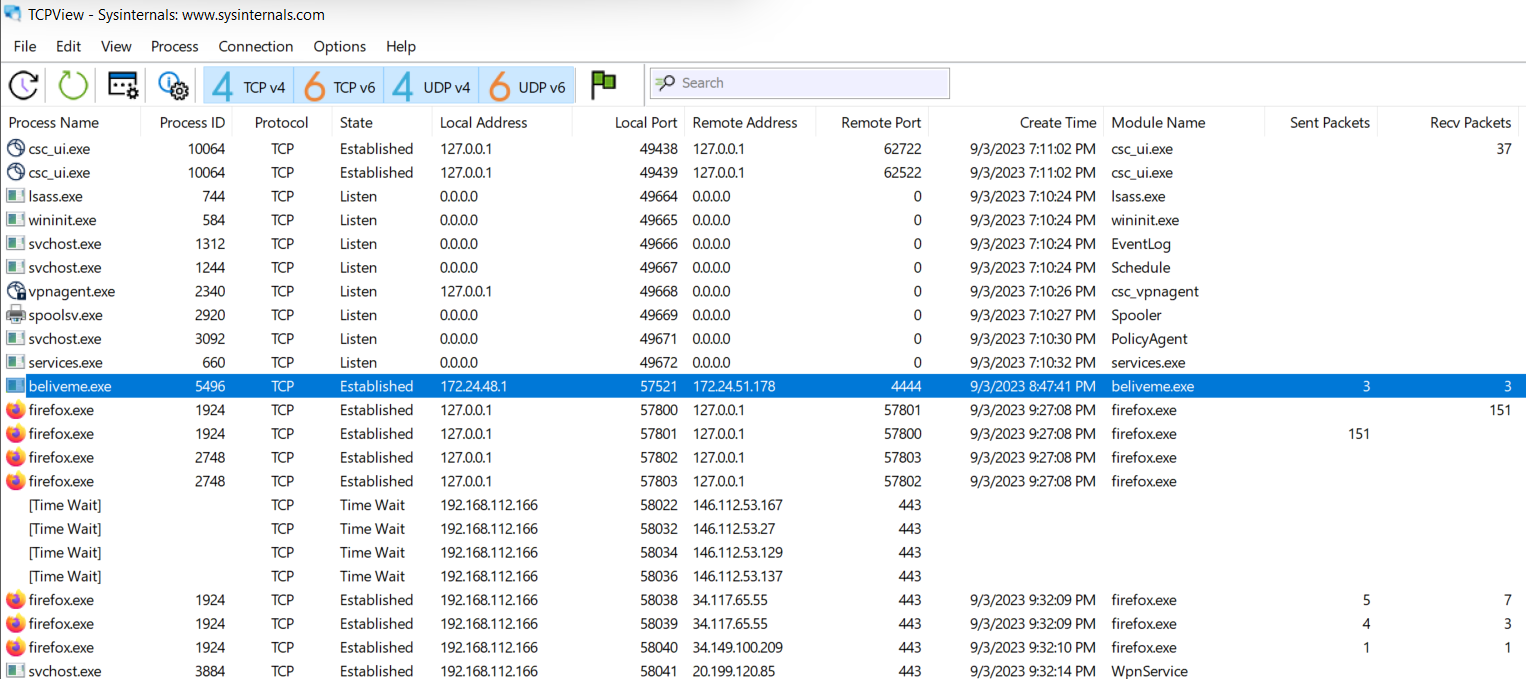 TCPView - Sysinternals: www.sysinternals.com
File Edit View Process Connection Options Help
4 TCP v4 6 TCP v6 4 UDP v4 6 UDP v6 Search
Process Name Process ID Protocol State Local Address Local Port Remote Address Remote Port Create Time Module Name Sent Packets Recv Packets
csc_ui.exe 10064 TCP Established 127.0.0.1 49438 127.0.0.1 62722 9/3/2023 7:11:02 PM csc_ui.exe 37
csc_ui.exe 10064 TCP Established 127.0.0.1 49439 127.0.0.1 62522 9/3/2023 7:11:02 PM csc_ui.exe
lsass.exe 744 TCP Listen 0.0.0.0 49664 0.0.0.0 0 9/3/2023 7:10:24 PM lsass.exe
wininit.exe 584 TCP Listen 0.0.0.0 49665 0.0.0.0 0 9/3/2023 7:10:24 PM wininit.exe
svchost.exe 1312 TCP Listen 0.0.0.0 49666 0.0.0.0 0 9/3/2023 7:10:24 PM EventLog
svchost.exe 1244 TCP Listen 0.0.0.0 49667 0.0.0.0 0 9/3/2023 7:10:24 PM Schedule
vpnagent.exe 2340 TCP Listen 127.0.0.1 49668 0.0.0.0 0 9/3/2023 7:10:26 PM csc_vpnagent
spoolsv.exe 2920 TCP Listen 0.0.0.0 49669 0.0.0.0 0 9/3/2023 7:10:27 PM Spooler
svchost.exe 3092 TCP Listen 0.0.0.0 49671 0.0.0.0 0 9/3/2023 7:10:30 PM PolicyAgent
services.exe 660 TCP Listen 0.0.0.0 49672 0.0.0.0 0 9/3/2023 7:10:32 PM services.exe
beliveme.exe 5496 TCP Established 172.24.48.1 57521 172.24.51.178 4444 9/3/2023 8:47:41 PM beliveme.exe 3 3
firefox.exe 1924 TCP Established 127.0.0.1 57800 127.0.0.1 57801 9/3/2023 9:27:08 PM firefox.exe 151
firefox.exe 1924 TCP Established 127.0.0.1 57801 127.0.0.1 57800 9/3/2023 9:27:08 PM firefox.exe 151
firefox.exe 2748 TCP Established 127.0.0.1 57802 127.0.0.1 57803 9/3/2023 9:27:08 PM firefox.exe
firefox.exe 2748 TCP Established 127.0.0.1 57803 127.0.0.1 57802 9/3/2023 9:27:08 PM firefox.exe
[Time Wait] TCP Time Wait 192.168.112.166 58022 146.112.53.167 443
[Time Wait] TCP Time Wait 192.168.112.166 58032 146.112.53.27 443
[Time Wait] TCP Time Wait 192.168.112.166 58034 146.112.53.129 443
[Time Wait] TCP Time Wait 192.168.112.166 58036 146.112.53.137 443
firefox.exe 1924 TCP Established 192.168.112.166 58038 34.117.65.55 443 9/3/2023 9:32:09 PM firefox.exe 5 7
firefox.exe 1924 TCP Established 192.168.112.166 58039 34.117.65.55 443 9/3/2023 9:32:09 PM firefox.exe 4 3
firefox.exe 1924 TCP Established 192.168.112.166 58040 34.149.100.209 443 9/3/2023 9:32:10 PM firefox.exe 1 1
svchost.exe 3884 TCP Established 192.168.112.166 58041 20.199.120.85 443 9/3/2023 9:32:14 PM WpnService